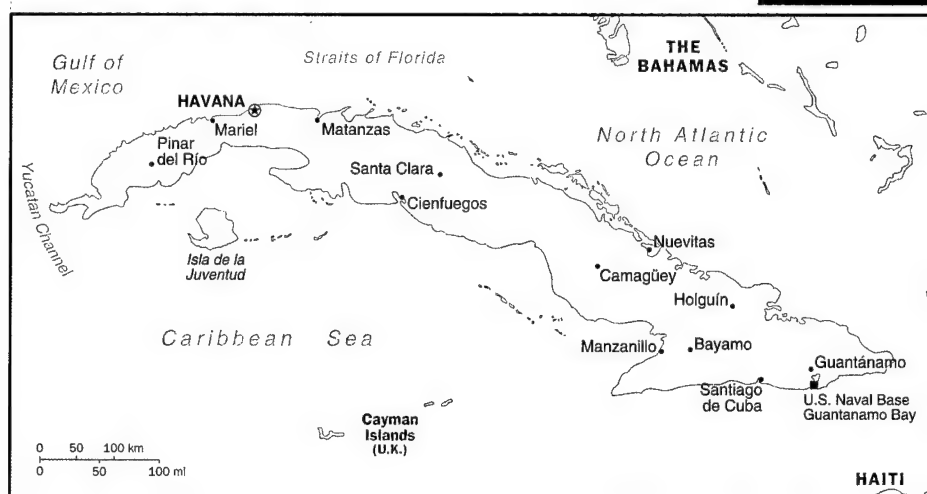 Gulf of
Mexico
Straits of Florida
THE
BAHAMAS
HAVANA
Mariel
Matanzas
North Atlantic
Ocean
Pinar
del Río
Yucatan Channel
Santa Clara
Cienfuegos
Isla de la
Juventud
Nuevitas
Camagüey
Holguín
Caribbean Sea
Manzanillo
Bayamo
Guantánamo
Santiago
de Cuba
U.S. Naval Base
Guantanamo Bay
Cayman
Islands
(U.K.)
0 50 100 km
0 50 100 mi
HAITI